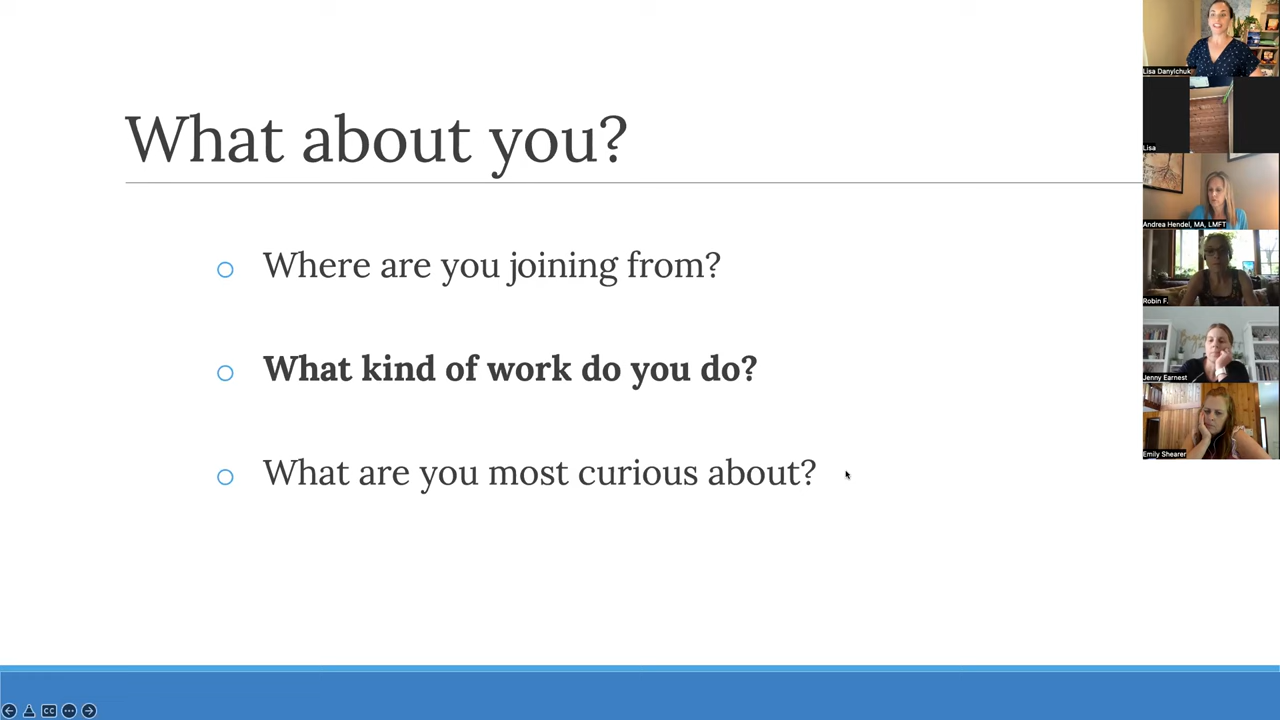 What about you?
Where are you joining from?
What kind of work do you do?
What are you most curious about?
Lisa Danylchuk
Lisa
Andrea Hendel, MA, LMFT
Robin F.
Jenny Earnest
Emily Shearer
CC